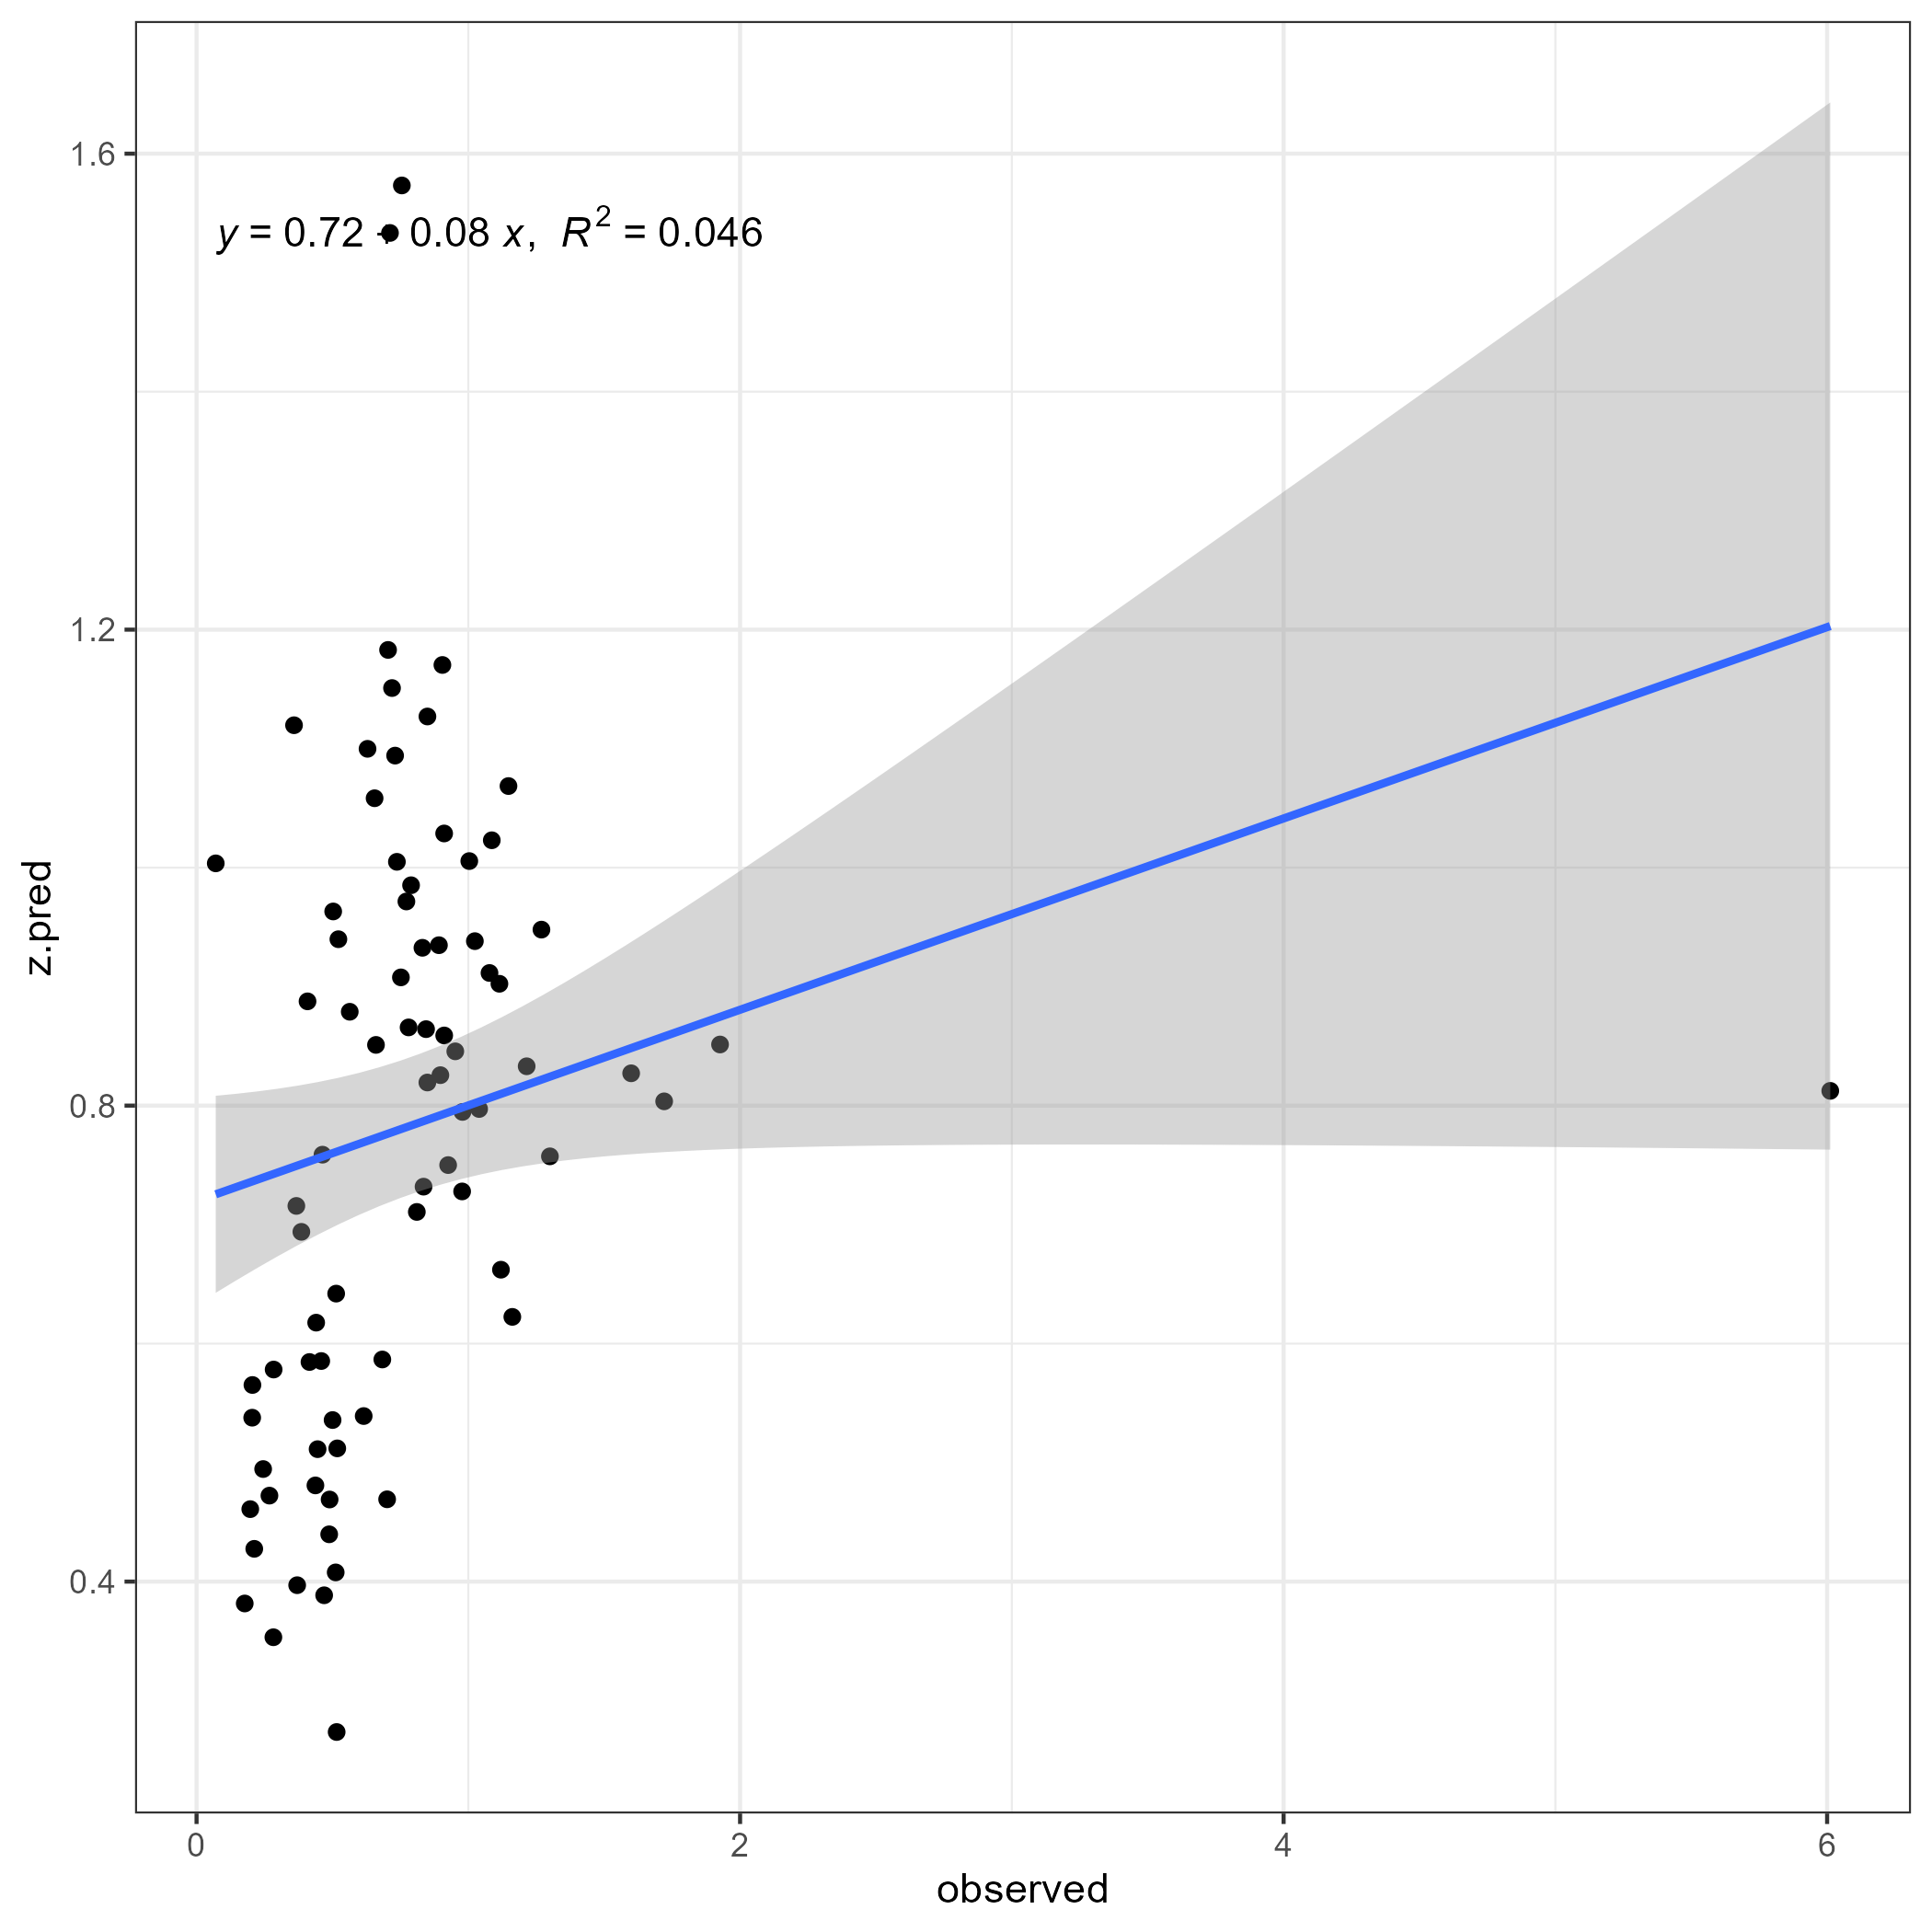 1.6
y = 0.72 + 0.08 x, R² = 0.046
1.2
z.pred
0.8
0.4
0 2 4 6
observed